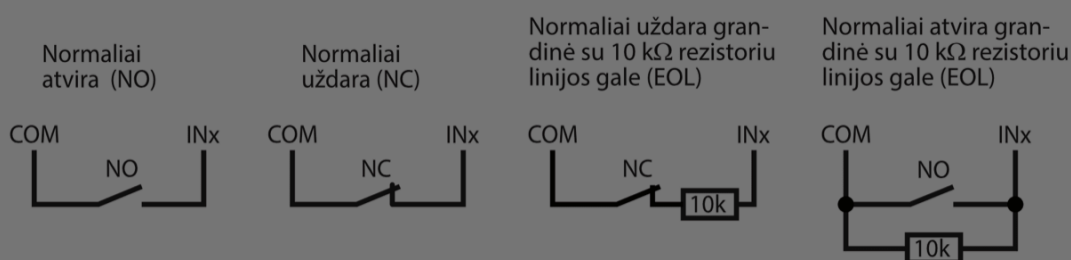 Normaliai
atvira (NO)
COM
INx
NO
Normaliai
uždara (NC)
COM
INx
NC
Normaliai uždara gran-
dinė su 10 kΩ rezistoriu
linijos gale (EOL)
COM
INx
NC
10k
Normaliai atvira gran-
dinė su 10 kΩ rezistoriu
linijos gale (EOL)
COM
INx
NO
10k